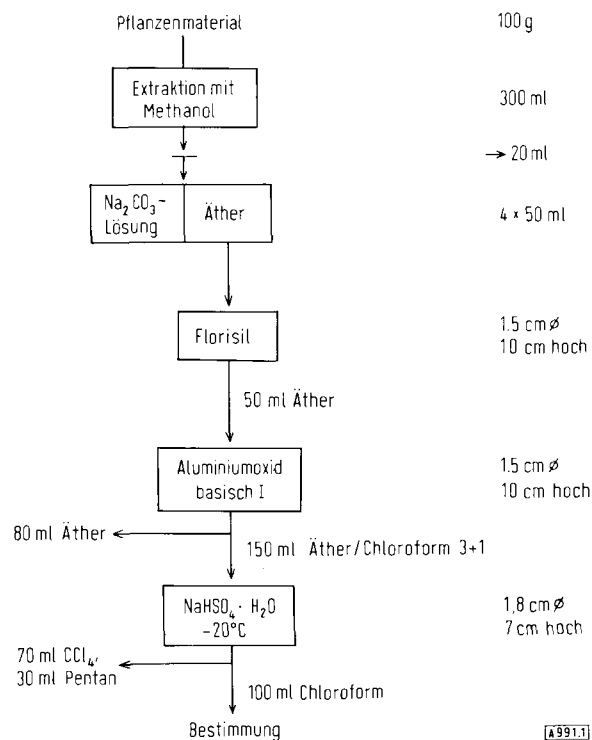 Pflanzenmaterial 100 g
Extraktion mit
Methanol 300 ml
→ 20 ml
Na₂CO₃- Äther 4 × 50 ml
Lösung
Florisil 1.5 cm ⌀
10 cm hoch
50 ml Äther
Aluminiumoxid 1.5 cm ⌀
basisch I 10 cm hoch
80 ml Äther
150 ml Äther/Chloroform 3+1
NaHSO₄ · H₂O 1,8 cm ⌀
-20°C 7 cm hoch
70 ml CCl₄,
30 ml Pentan
100 ml Chloroform
Bestimmung
A 991.1